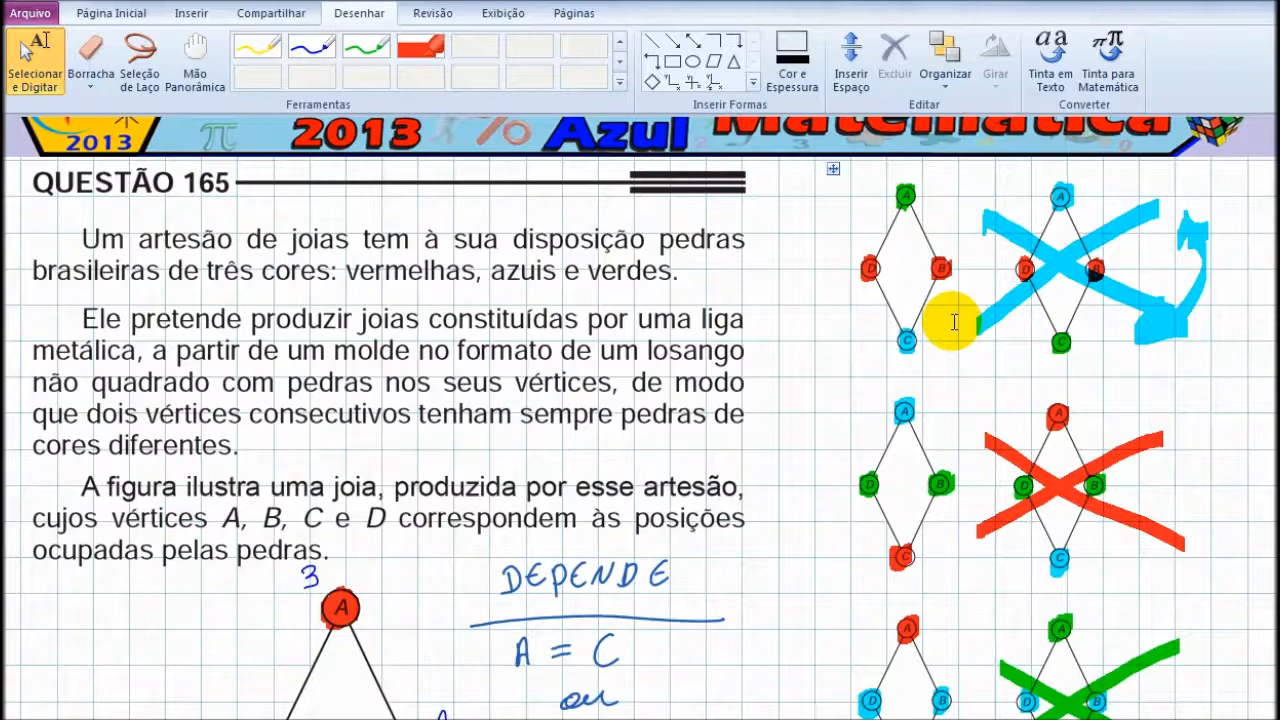 Arquivo Página Inicial Inserir Compartilhar Desenhar Revisão Exibição Páginas
Selecionar e Digitar
Borracha
Seleção de Laço
Mão Panorâmica
Cor e Espessura
Inserir Espaço
Excluir
Organizar
Girar
Tinta em Texto
Tinta para Matemática
Ferramentas
Inserir Formas
Editar
Converter
2013
2013
π
%
Azul
Matemática
QUESTÃO 165
Um artesão de joias tem à sua disposição pedras
brasileiras de três cores: vermelhas, azuis e verdes.
Ele pretende produzir joias constituídas por uma liga
metálica, a partir de um molde no formato de um losango
não quadrado com pedras nos seus vértices, de modo
que dois vértices consecutivos tenham sempre pedras de
cores diferentes.
A figura ilustra uma joia, produzida por esse artesão,
cujos vértices A, B, C e D correspondem às posições
ocupadas pelas pedras.
3
A
DEPENDE
A = C
ou
A
D B
C
A
D B
C
A
D B
C
A
D B
C
A
D B
A
D B